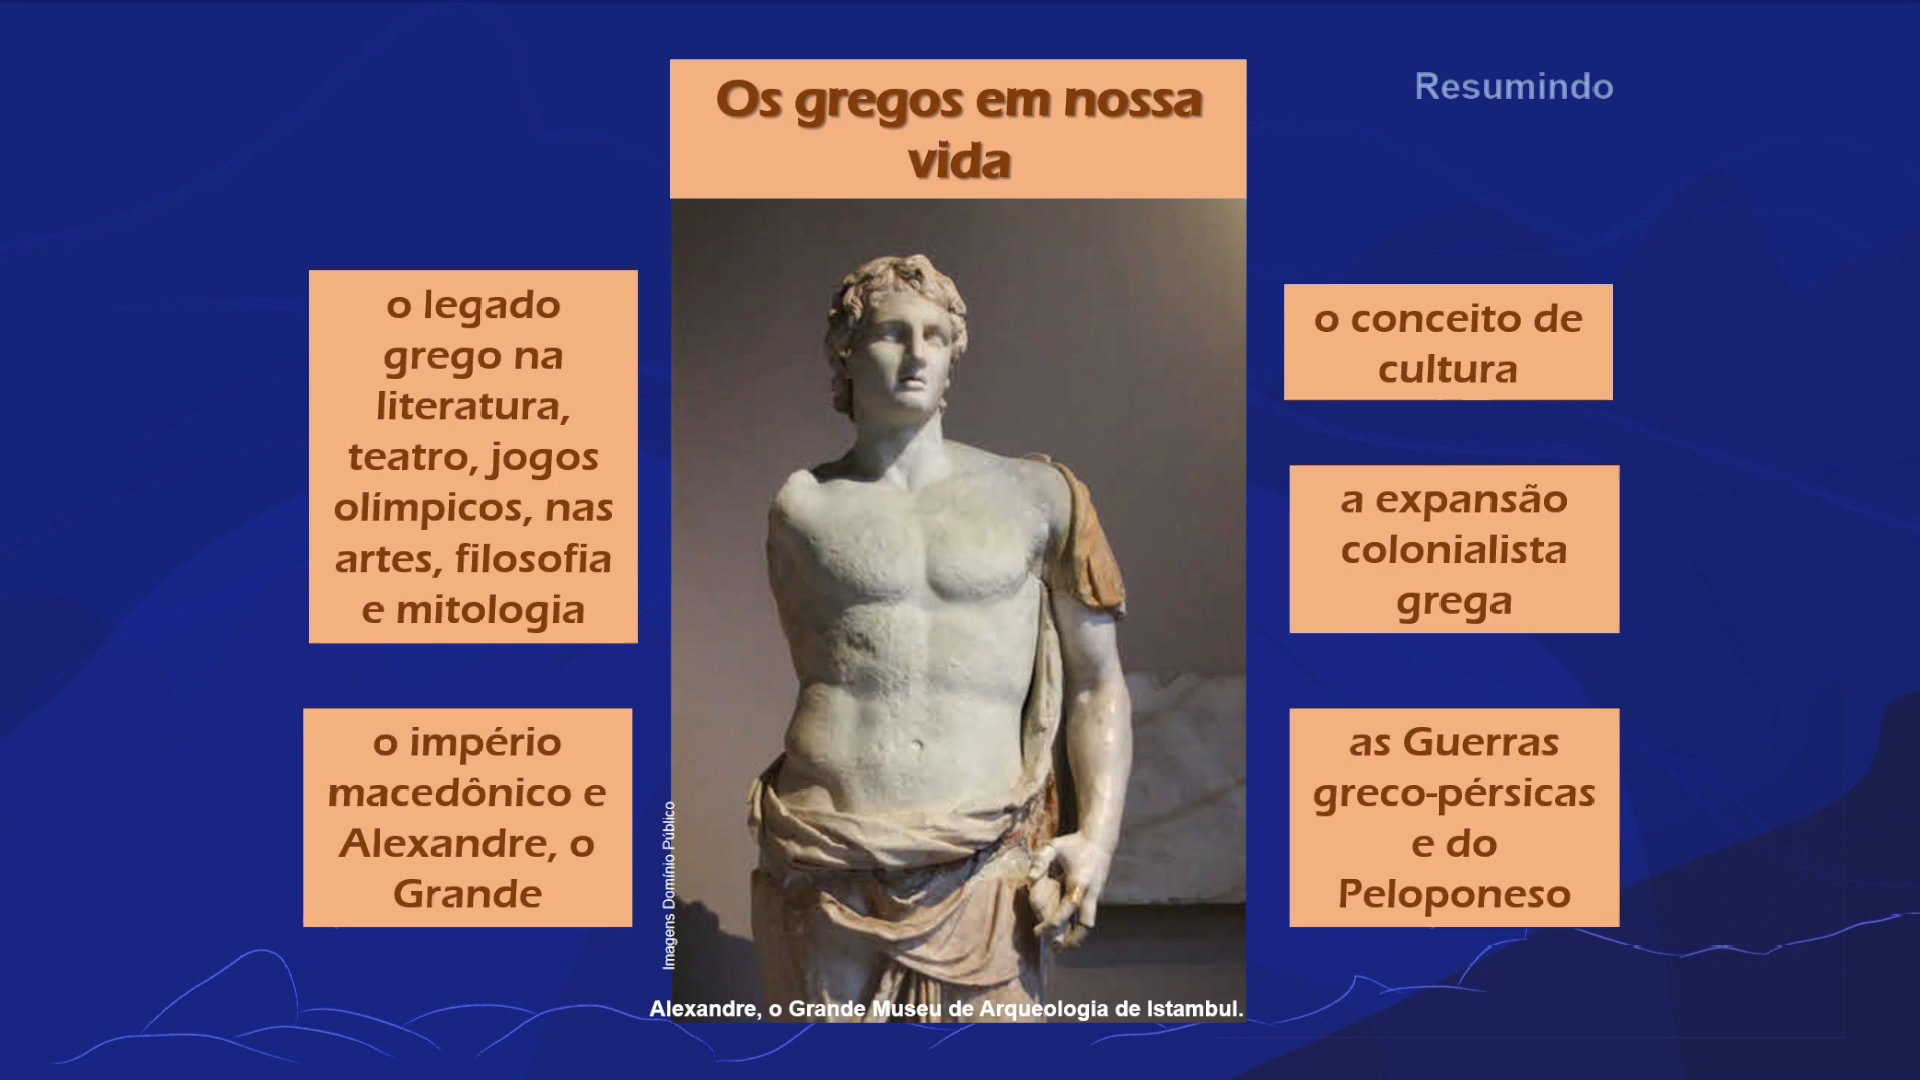 Resumindo
Os gregos em nossa
vida
o legado
grego na
literatura,
teatro, jogos
olímpicos, nas
artes, filosofia
e mitologia
o império
macedônico e
Alexandre, o
Grande
o conceito de
cultura
a expansão
colonialista
grega
as Guerras
greco-pérsicas
e do
Peloponeso
Imagens Domínio Público
Alexandre, o Grande Museu de Arqueologia de Istambul.